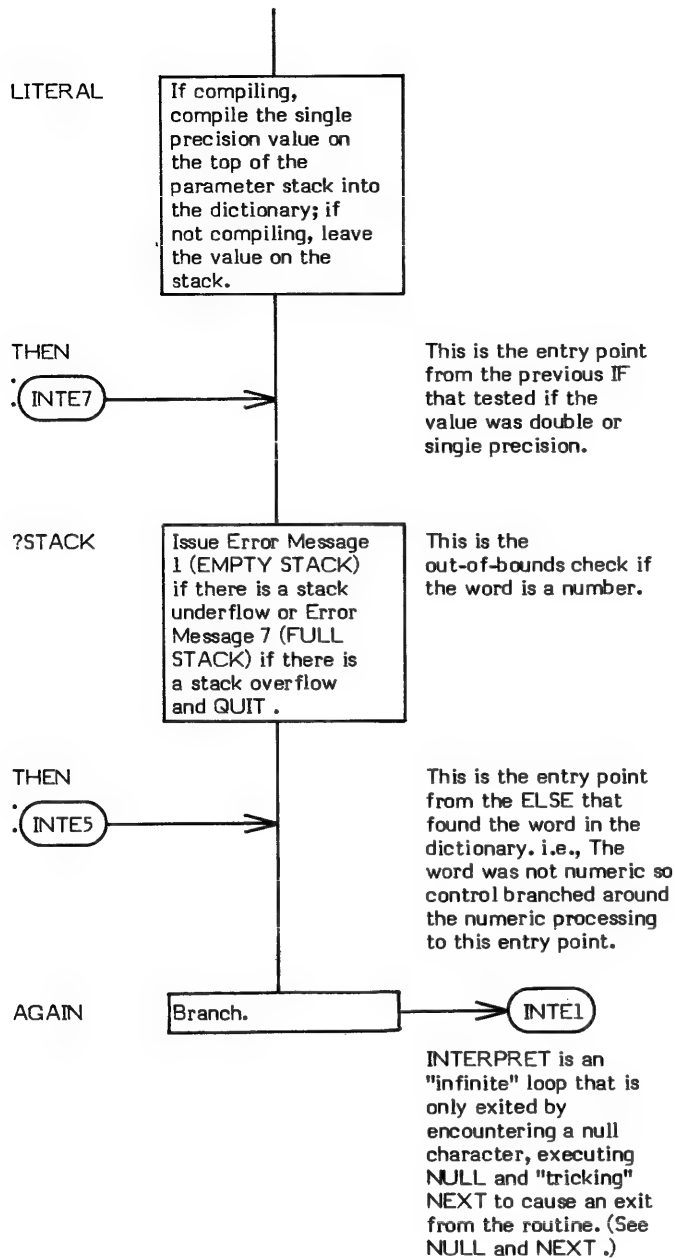 LITERAL
If compiling,
compile the single
precision value on
the top of the
parameter stack into
the dictionary; if
not compiling, leave
the value on the
stack.
THEN
: INTE7
This is the entry point
from the previous IF
that tested if the
value was double or
single precision.
?STACK
Issue Error Message
1 (EMPTY STACK)
if there is a stack
underflow or Error
Message 7 (FULL
STACK) if there is
a stack overflow
and QUIT .
This is the
out-of-bounds check if
the word is a number.
THEN
: INTE5
This is the entry point
from the ELSE that
found the word in the
dictionary. i.e., The
word was not numeric so
control branched around
the numeric processing
to this entry point.
AGAIN
Branch.
INTE1
INTERPRET is an
"infinite" loop that is
only exited by
encountering a null
character, executing
NULL and "tricking"
NEXT to cause an exit
from the routine. (See
NULL and NEXT .)